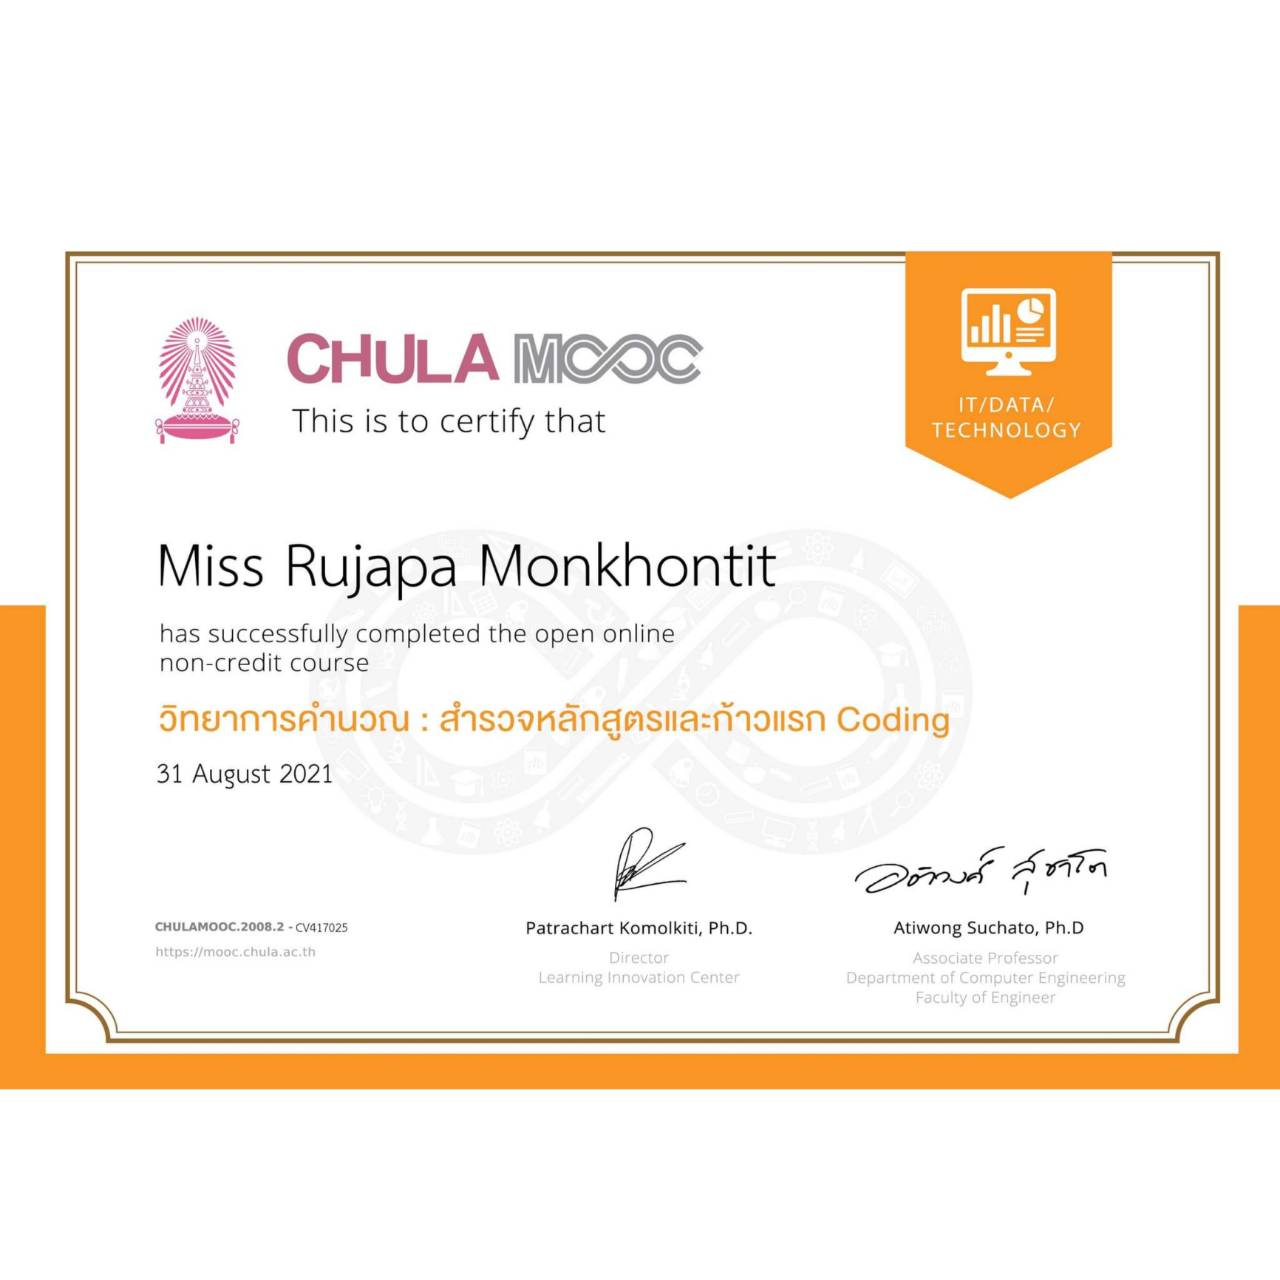 CHULA MOOC
This is to certify that
IT/DATA/
TECHNOLOGY
Miss Rujapa Monkhontit
has successfully completed the open online
non-credit course
วิทยาการคำนวณ : สำรวจหลักสูตรและก้าวแรก Coding
31 August 2021
อติวงศ์ สุชาโต
CHULAMOOC.2008.2 - CV417025
https://mooc.chula.ac.th
Patrachart Komolkiti, Ph.D.
Director
Learning Innovation Center
Atiwong Suchato, Ph.D
Associate Professor
Department of Computer Engineering
Faculty of Engineer